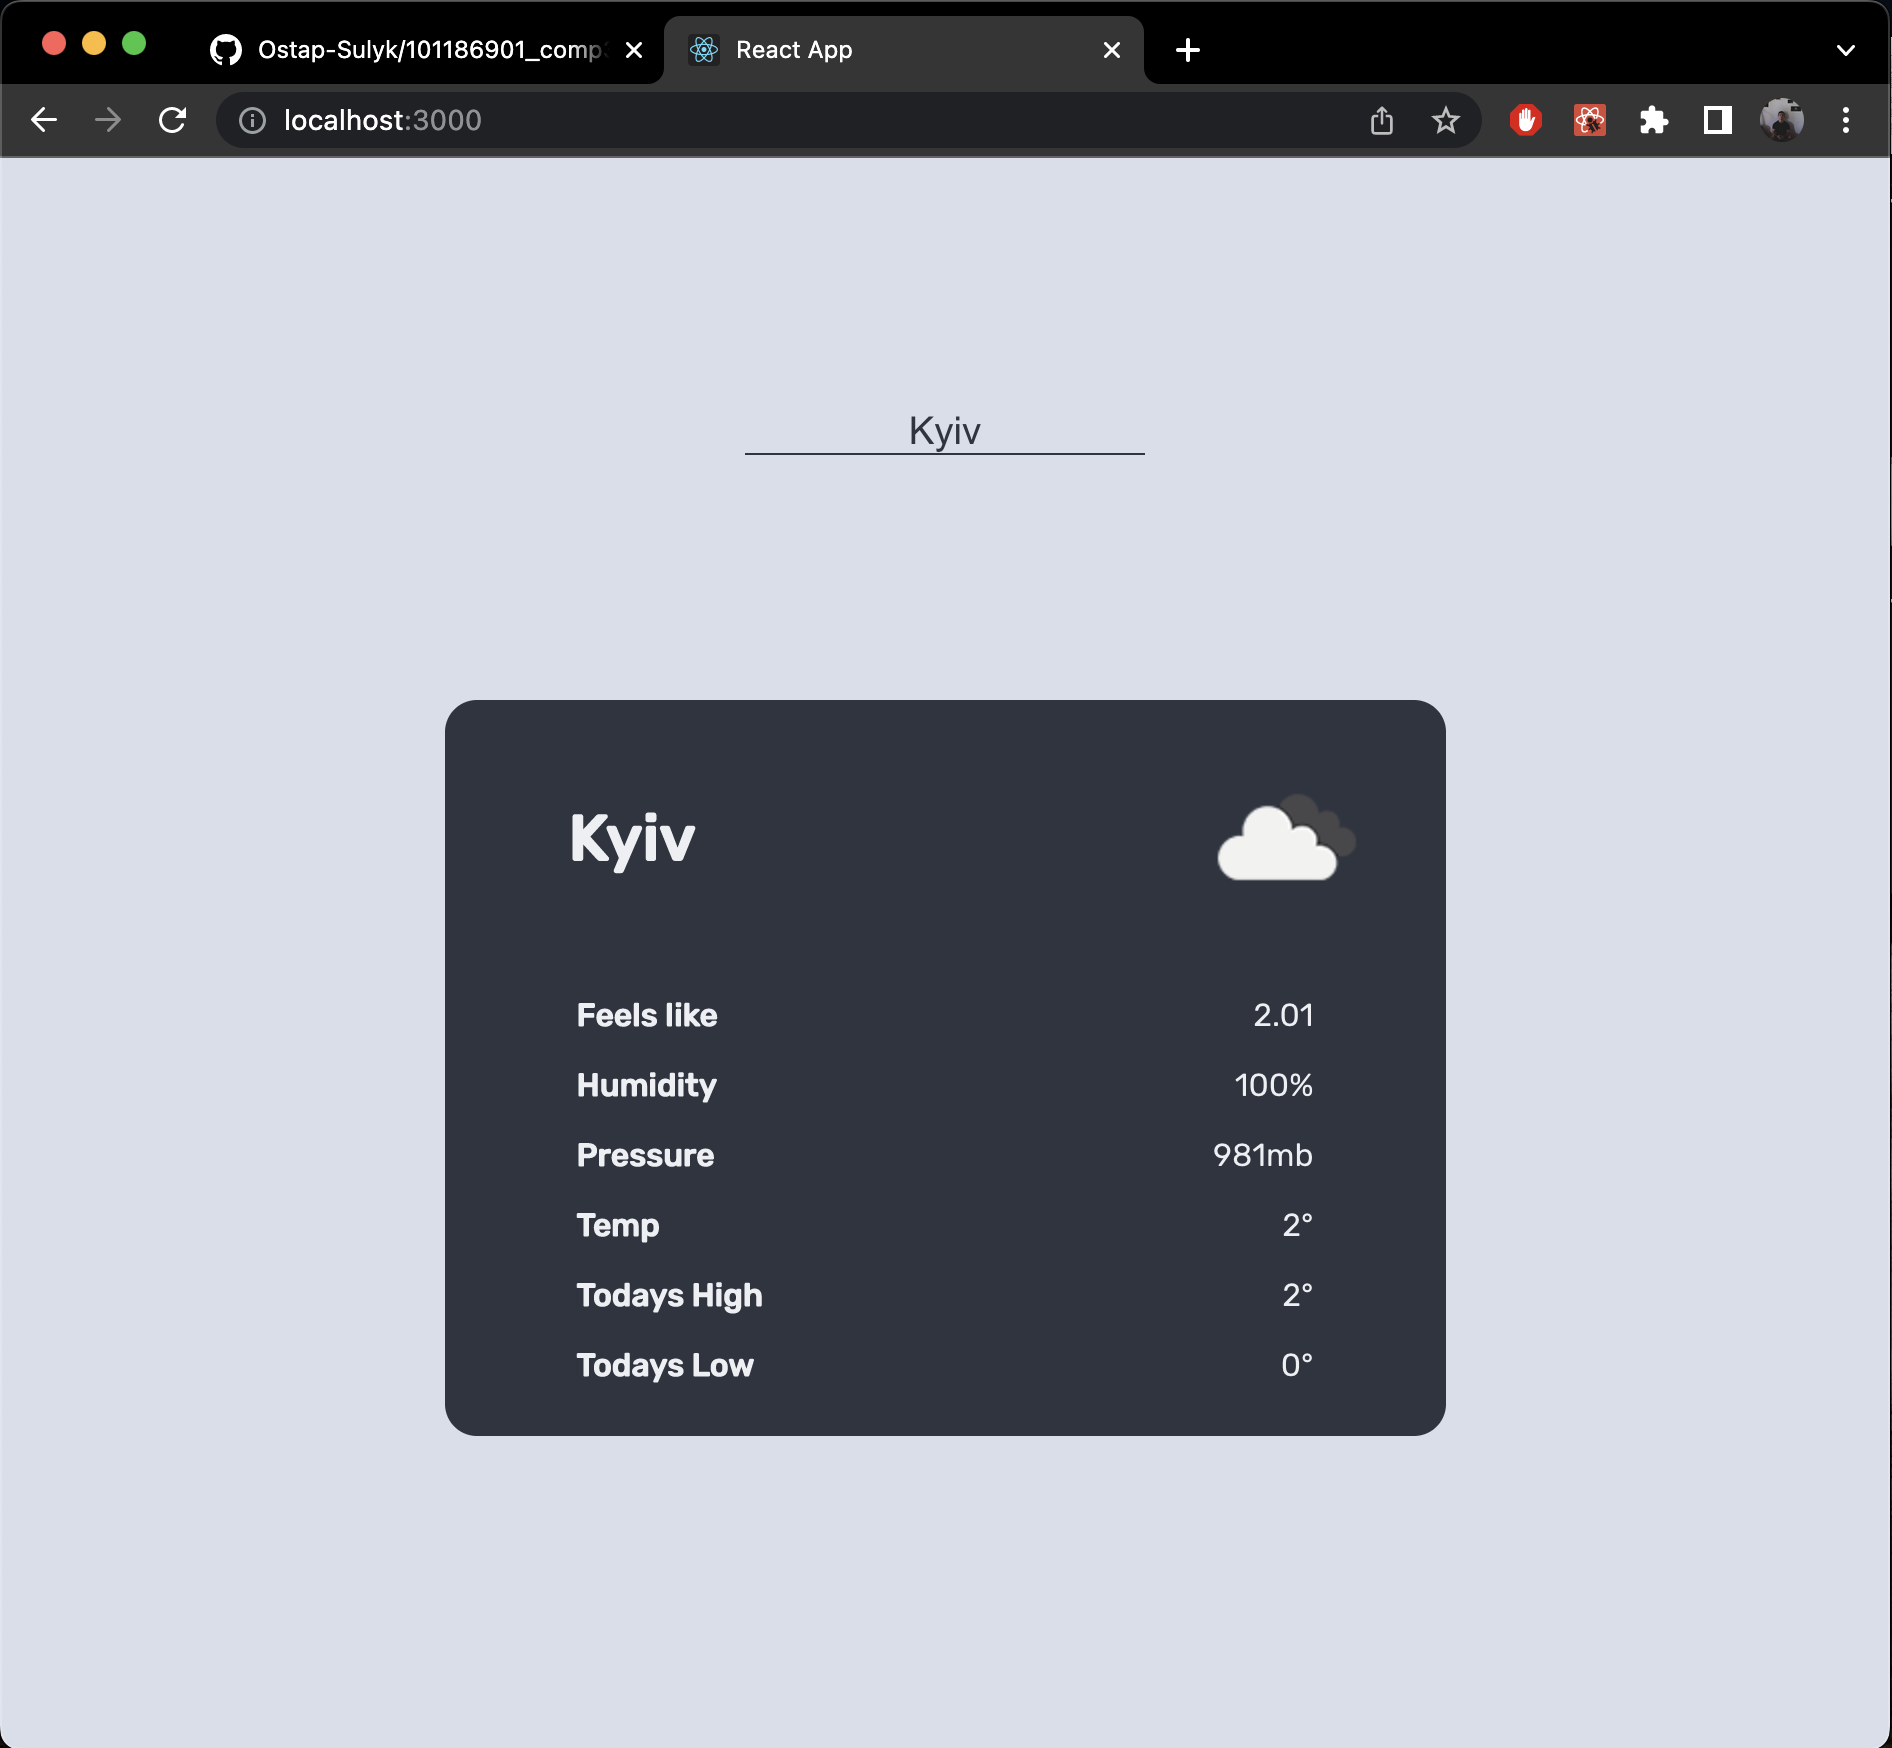 Ostap-Sulyk/101186901_comp
React App
localhost:3000
Kyiv
Kyiv
Feels like 2.01
Humidity 100%
Pressure 981mb
Temp 2°
Todays High 2°
Todays Low 0°